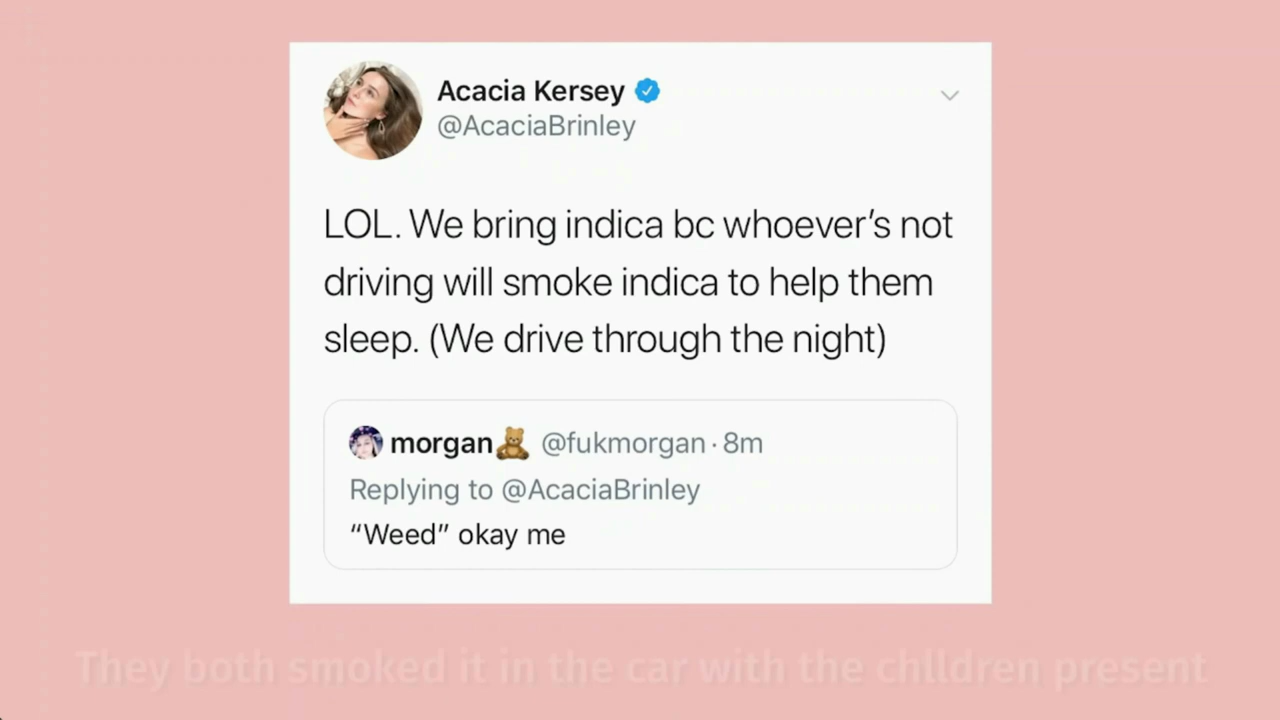 Acacia Kersey
@AcaciaBrinley
LOL. We bring indica bc whoever's not
driving will smoke indica to help them
sleep. (We drive through the night)
morgan🧸 @fukmorgan · 8m
Replying to @AcaciaBrinley
“Weed” okay me
They both smoked it in the car with the chlldren present